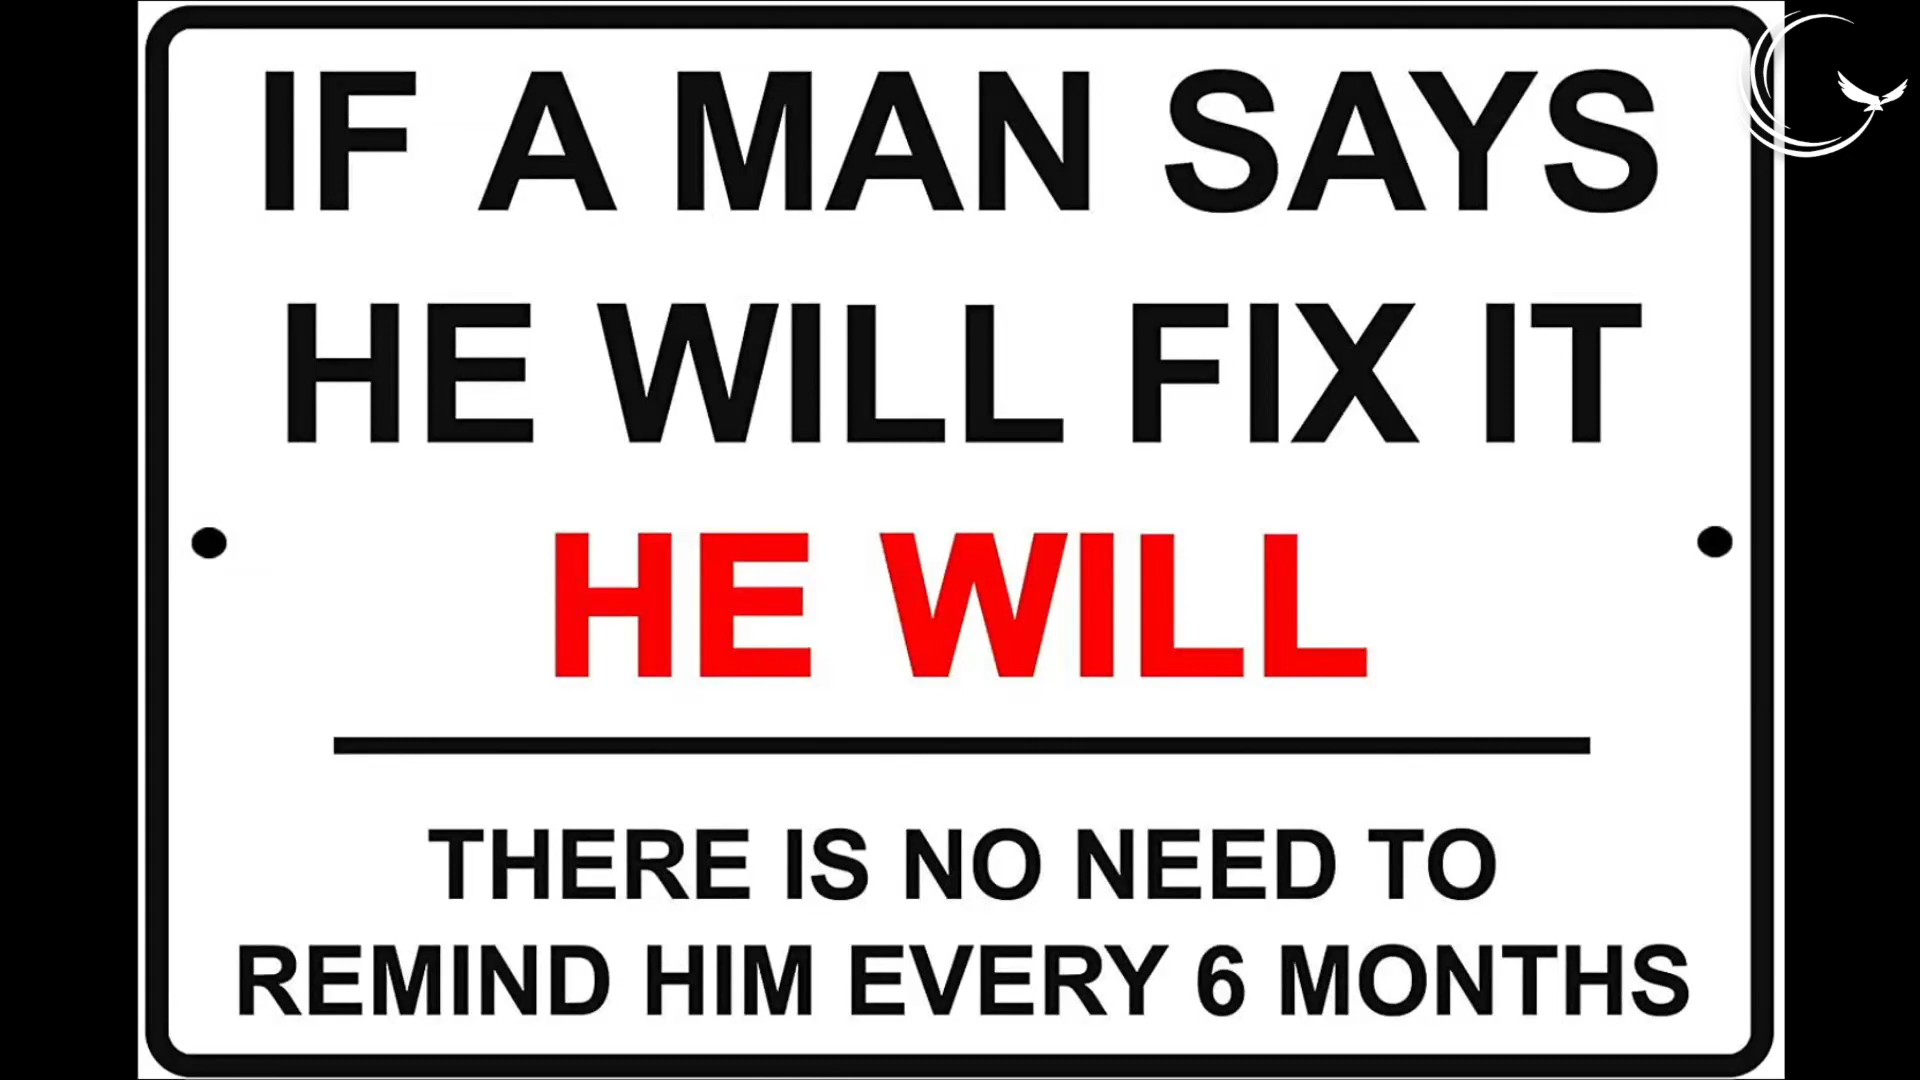 IF A MAN SAYS
HE WILL FIX IT
HE WILL
THERE IS NO NEED TO
REMIND HIM EVERY 6 MONTHS